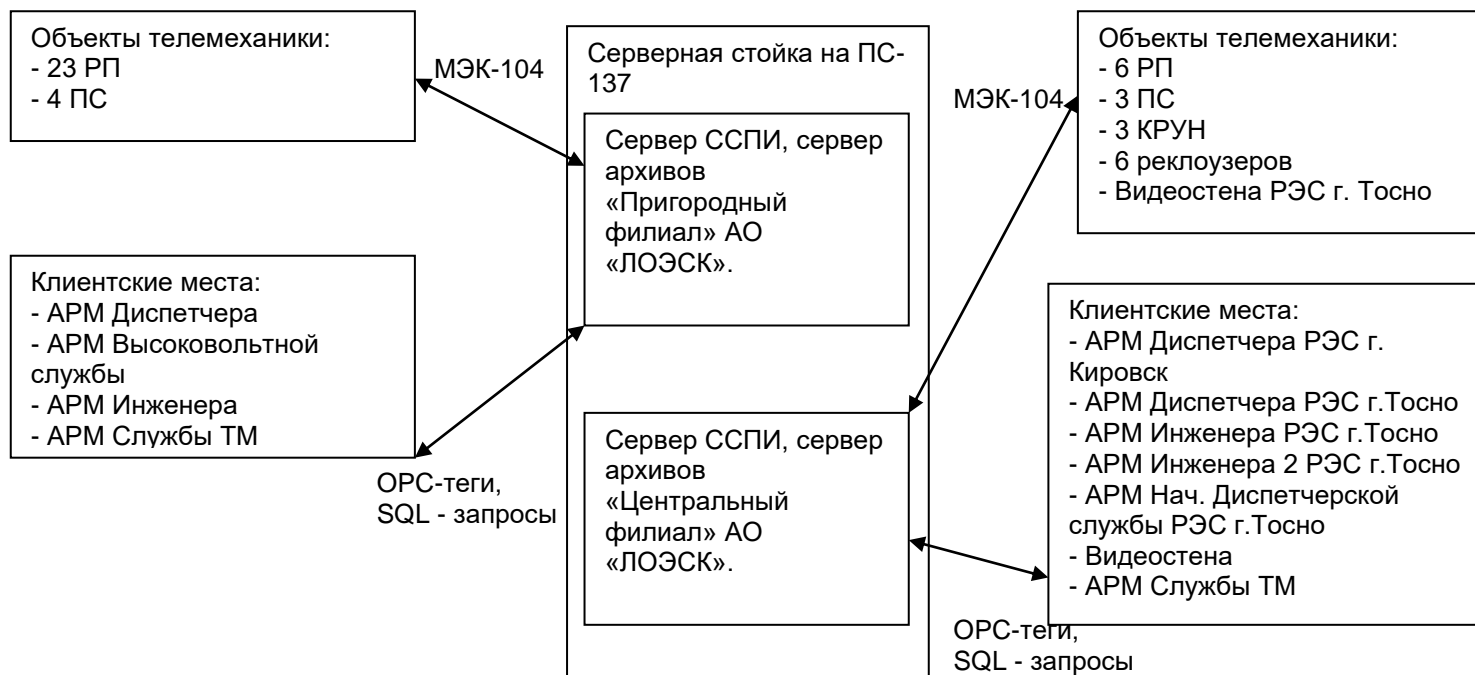 Объекты телемеханики:
- 23 РП
- 4 ПС
МЭК-104
Клиентские места:
- АРМ Диспетчера
- АРМ Высоковольтной
службы
- АРМ Инженера
- АРМ Службы ТМ
ОРС-теги,
SQL - запросы
Серверная стойка на ПС-
137
Сервер ССПИ, сервер
архивов
«Пригородный
филиал» АО
«ЛОЭСК».
Сервер ССПИ, сервер
архивов
«Центральный
филиал» АО
«ЛОЭСК».
МЭК-104
Объекты телемеханики:
- 6 РП
- 3 ПС
- 3 КРУН
- 6 реклоузеров
- Видеостена РЭС г. Тосно
Клиентские места:
- АРМ Диспетчера РЭС г.
Кировск
- АРМ Диспетчера РЭС г.Тосно
- АРМ Инженера РЭС г.Тосно
- АРМ Инженера 2 РЭС г.Тосно
- АРМ Нач. Диспетчерской
службы РЭС г.Тосно
- Видеостена
- АРМ Службы ТМ
ОРС-теги,
SQL - запросы